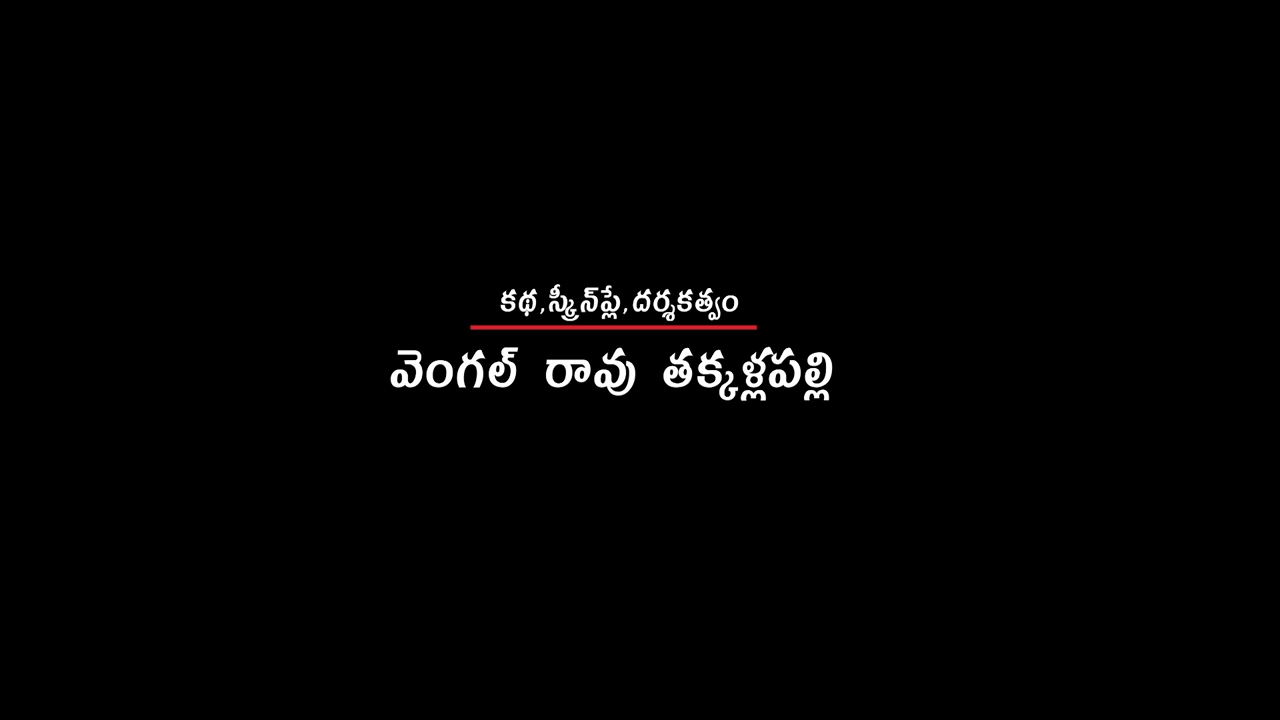 కథ,స్క్రీన్‌ప్లే,దర్శకత్వం
వెంగల్ రావు తక్కళ్లపల్లి